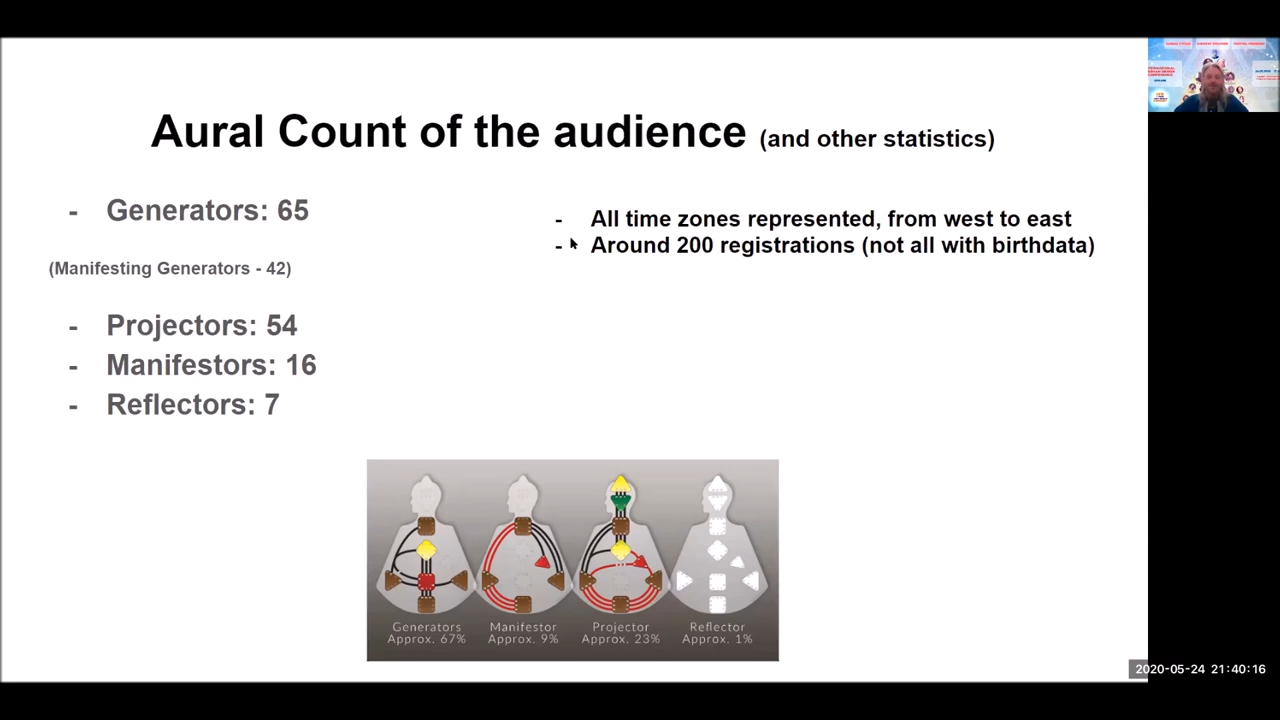 Aural Count of the audience (and other statistics)
- Generators: 65
(Manifesting Generators - 42)
- Projectors: 54
- Manifestors: 16
- Reflectors: 7
- All time zones represented, from west to east
- Around 200 registrations (not all with birthdata)
Generators Approx. 67%
Manifestor Approx. 9%
Projector Approx. 23%
Reflector Approx. 1%
2020-05-24 21:40:16